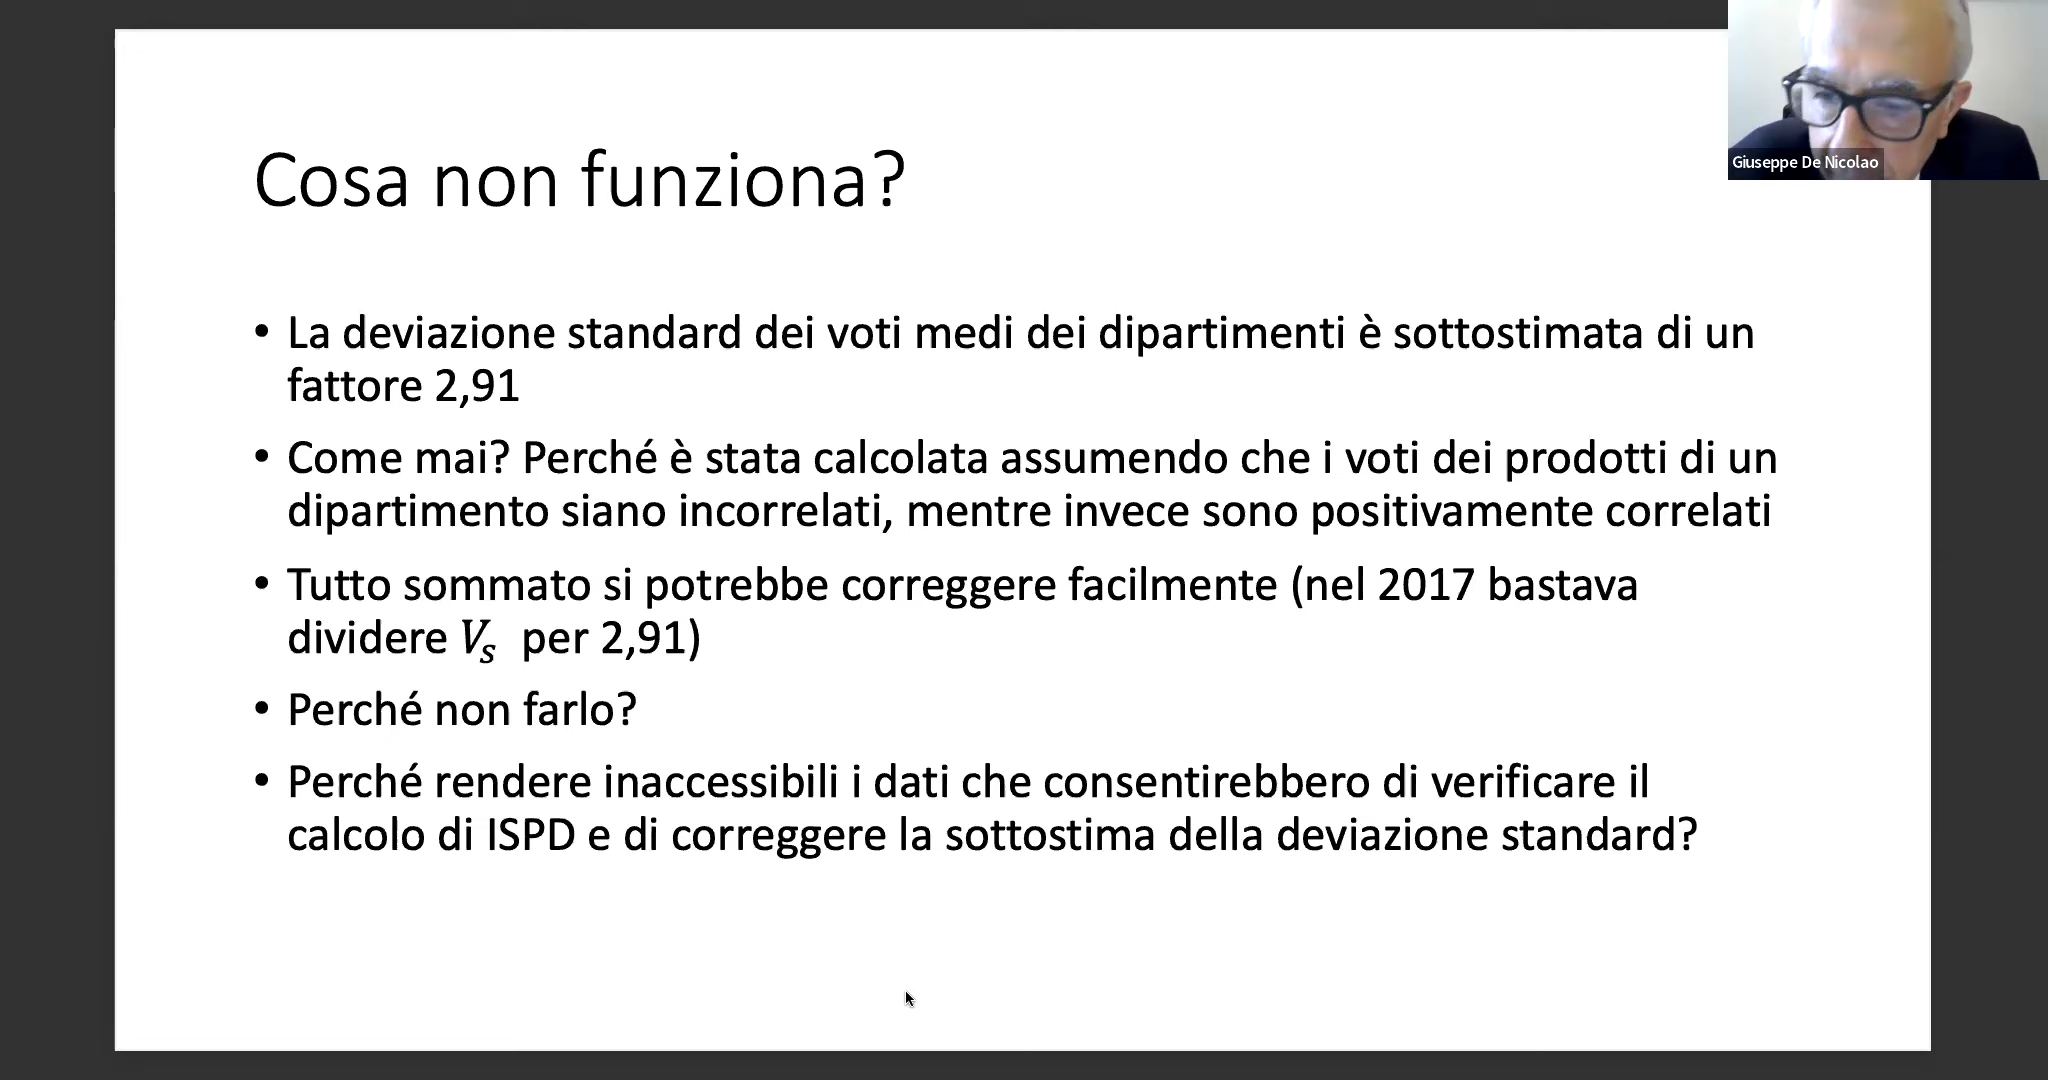 Giuseppe De Nicolao
Cosa non funziona?
• La deviazione standard dei voti medi dei dipartimenti è sottostimata di un
fattore 2,91
• Come mai? Perché è stata calcolata assumendo che i voti dei prodotti di un
dipartimento siano incorrelati, mentre invece sono positivamente correlati
• Tutto sommato si potrebbe correggere facilmente (nel 2017 bastava
dividere Vₛ per 2,91)
• Perché non farlo?
• Perché rendere inaccessibili i dati che consentirebbero di verificare il
calcolo di ISPD e di correggere la sottostima della deviazione standard?